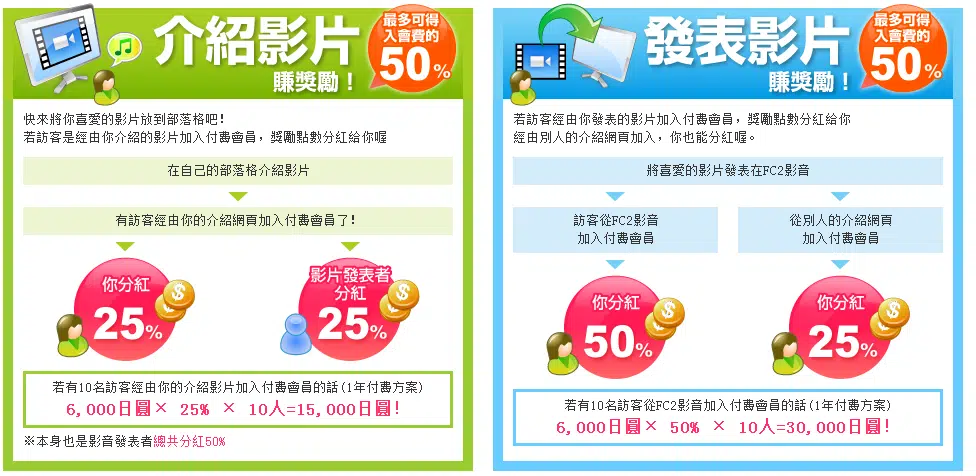 介紹影片
賺獎勵！
最多可得
入會費的
50%
快來將你喜愛的影片放到部落格吧！
若訪客是經由你介紹的影片加入付費會員，獎勵點數分紅給你喔
在自己的部落格介紹影片
有訪客經由你的介紹網頁加入付費會員了！
你分紅
25%
影片發表者
分紅
25%
若有10名訪客經由你的介紹影片加入付費會員的話(1年付費方案)
6,000日圓× 25% × 10人=15,000日圓！
※本身也是影音發表者總共分紅50%
發表影片
賺獎勵！
最多可得
入會費的
50%
若訪客經由你發表的影片加入付費會員，獎勵點數分紅給你
經由別人的介紹網頁加入，你也能分紅喔。
將喜愛的影片發表在FC2影音
訪客從FC2影音
加入付費會員
從別人的介紹網頁
加入付費會員
你分紅
50%
你分紅
25%
若有10名訪客從FC2影音加入付費會員的話(1年付費方案)
6,000日圓× 50% × 10人=30,000日圓！